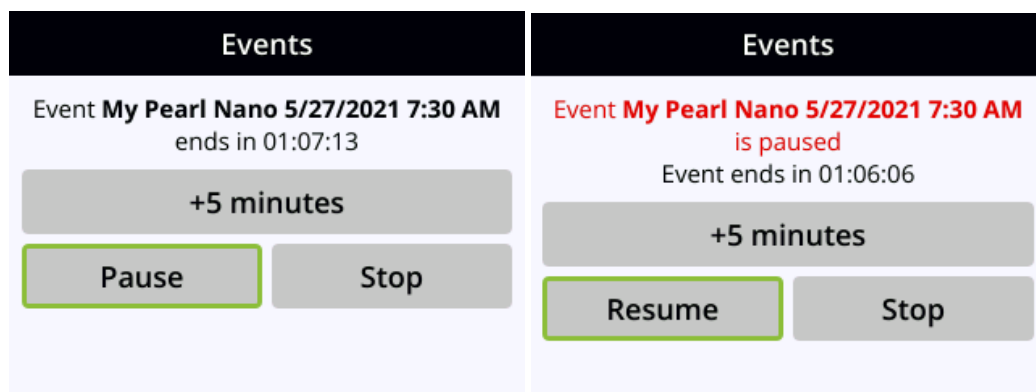 Events
Event My Pearl Nano 5/27/2021 7:30 AM
ends in 01:07:13
+5 minutes
Pause
Stop
Events
Event My Pearl Nano 5/27/2021 7:30 AM
is paused
Event ends in 01:06:06
+5 minutes
Resume
Stop